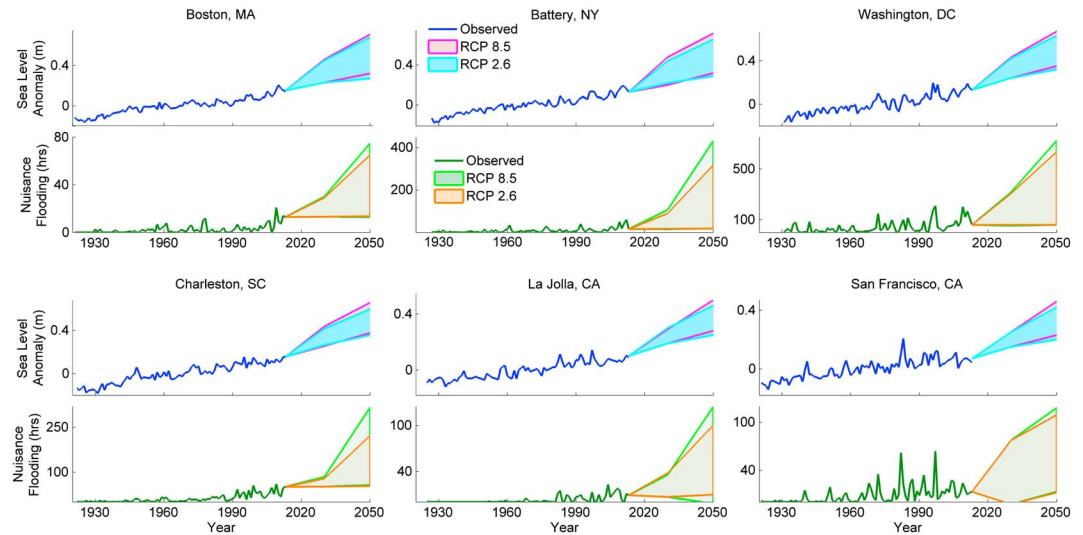 Boston, MA
Battery, NY
Washington, DC
Sea Level
Anomaly (m)
0.4
0
0.4
0
0.4
0
Observed
RCP 8.5
RCP 2.6
Nuisance
Flooding (hrs)
80
40
0
400
200
500
100
Observed
RCP 8.5
RCP 2.6
1930 1960 1990 2020 2050
1930 1960 1990 2020 2050
1930 1960 1990 2020 2050
Charleston, SC
La Jolla, CA
San Francisco, CA
Sea Level
Anomaly (m)
0.4
0
0.4
0
0.4
0
Nuisance
Flooding (hrs)
250
100
100
40
100
40
1930 1960 1990 2020 2050
1930 1960 1990 2020 2050
1930 1960 1990 2020 2050
Year
Year
Year